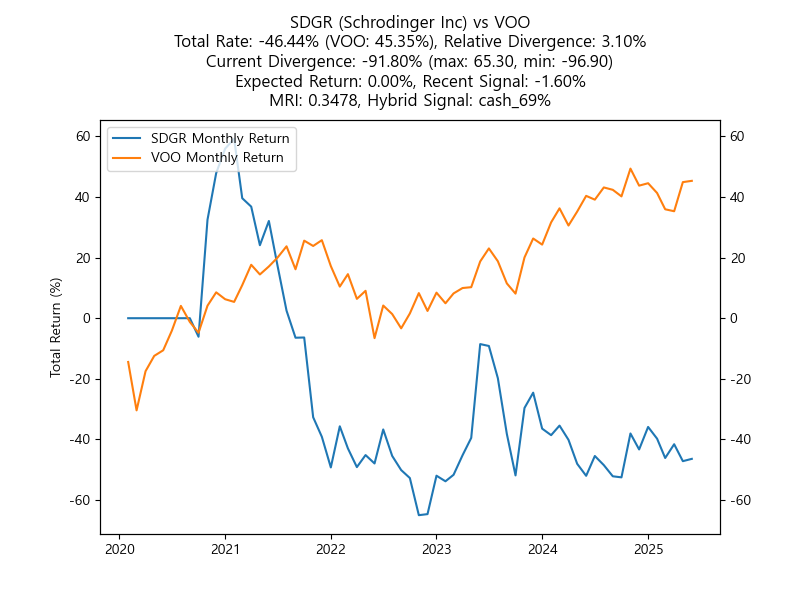 SDGR (Schrodinger Inc) vs VOO
Total Rate: -46.44% (VOO: 45.35%), Relative Divergence: 3.10%
Current Divergence: -91.80% (max: 65.30, min: -96.90)
Expected Return: 0.00%, Recent Signal: -1.60%
MRI: 0.3478, Hybrid Signal: cash_69%
SDGR Monthly Return
VOO Monthly Return
60
40
20
0
-20
-40
-60
Total Return (%)
60
40
20
0
-20
-40
-60
2020
2021
2022
2023
2024
2025